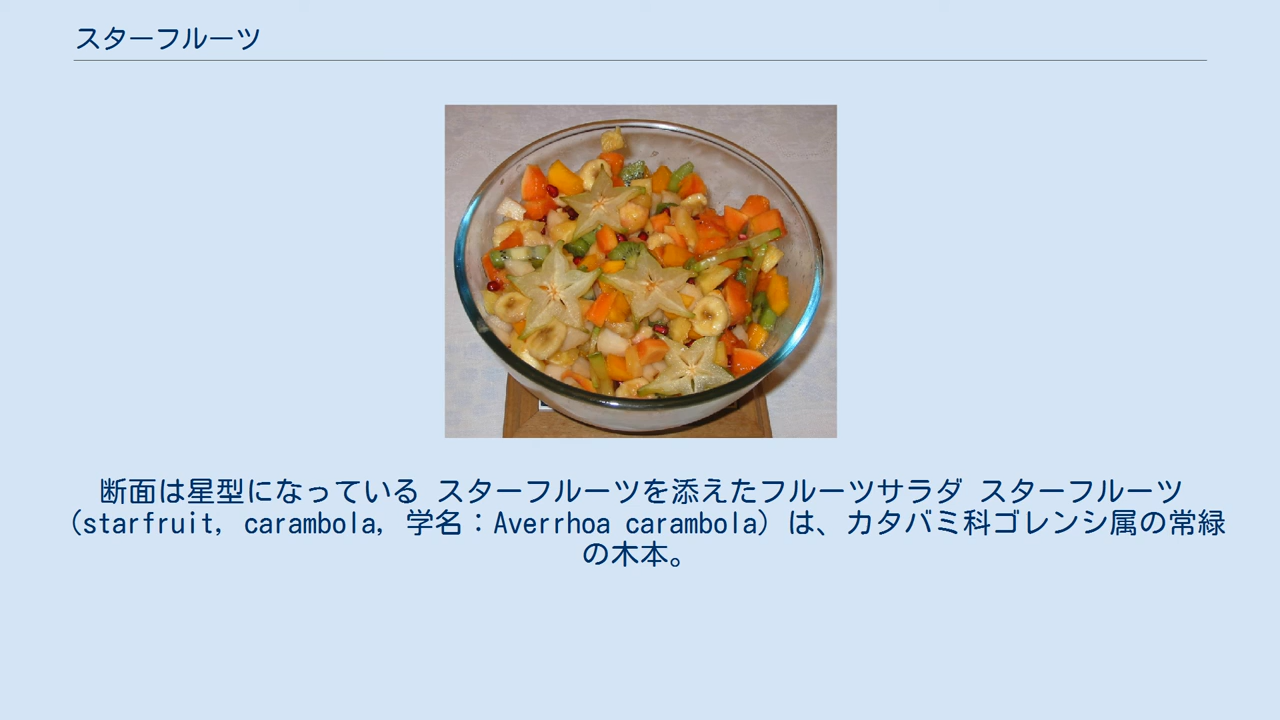 スターフルーツ
断面は星型になっている スターフルーツを添えたフルーツサラダ スターフルーツ
(starfruit, carambola, 学名：Averrhoa carambola) は、カタバミ科ゴレンシ属の常緑
の木本。